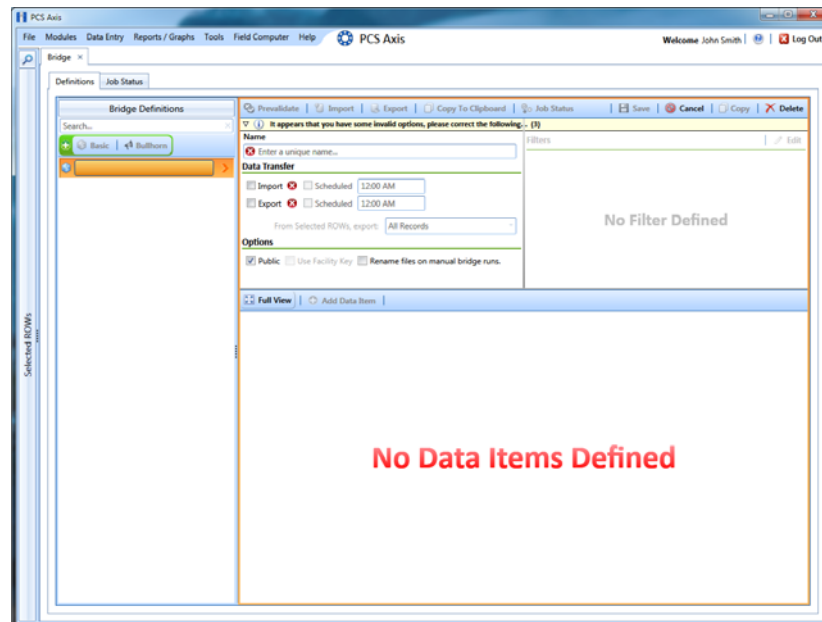 PCS Axis
File Modules Data Entry Reports / Graphs Tools Field Computer Help PCS Axis Welcome John Smith | | Log Out
Bridge ×
Definitions Job Status
Bridge Definitions
Search...
Basic | Bullhorn
Prevalidate | Import | Export | Copy To Clipboard | Job Status | Save | Cancel | Copy | Delete
It appears that you have some invalid options, please correct the following... (3)
Name
Enter a unique name...
Data Transfer
Import Scheduled 12:00 AM
Export Scheduled 12:00 AM
From Selected ROWs, export: All Records
Options
Public Use Facility Key Rename files on manual bridge runs.
Filters | Edit
No Filter Defined
Full View | Add Data Item |
No Data Items Defined
Selected ROWs